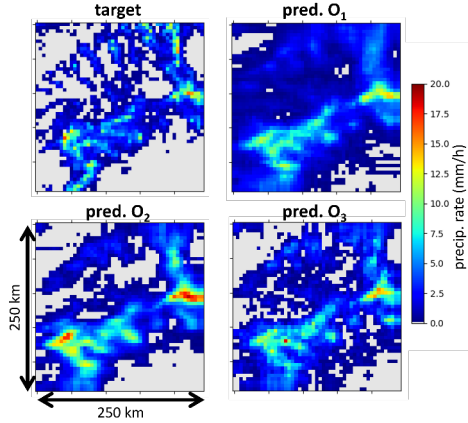 target
pred. O₁
pred. O₂
pred. O₃
250 km
250 km
20.0
17.5
15.0
12.5
10.0
7.5
5.0
2.5
0.0
precip. rate (mm/h)